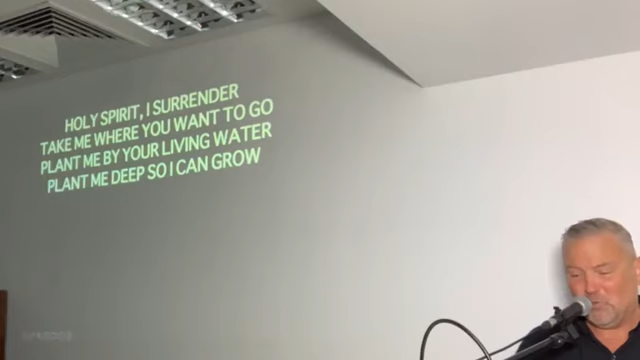 HOLY SPIRIT, I SURRENDER
TAKE ME WHERE YOU WANT TO GO
PLANT ME BY YOUR LIVING WATER
PLANT ME DEEP SO I CAN GROW